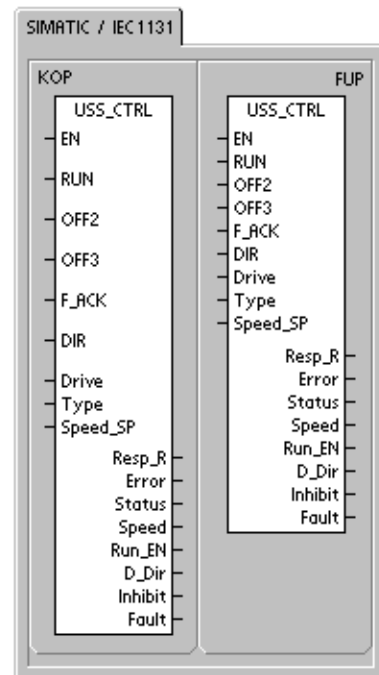 SIMATIC / IEC1131
KOP
USS_CTRL
EN
RUN
OFF2
OFF3
F_ACK
DIR
Drive
Type
Speed_SP
Resp_R
Error
Status
Speed
Run_EN
D_Dir
Inhibit
Fault
FUP
USS_CTRL
EN
RUN
OFF2
OFF3
F_ACK
DIR
Drive
Type
Speed_SP
Resp_R
Error
Status
Speed
Run_EN
D_Dir
Inhibit
Fault